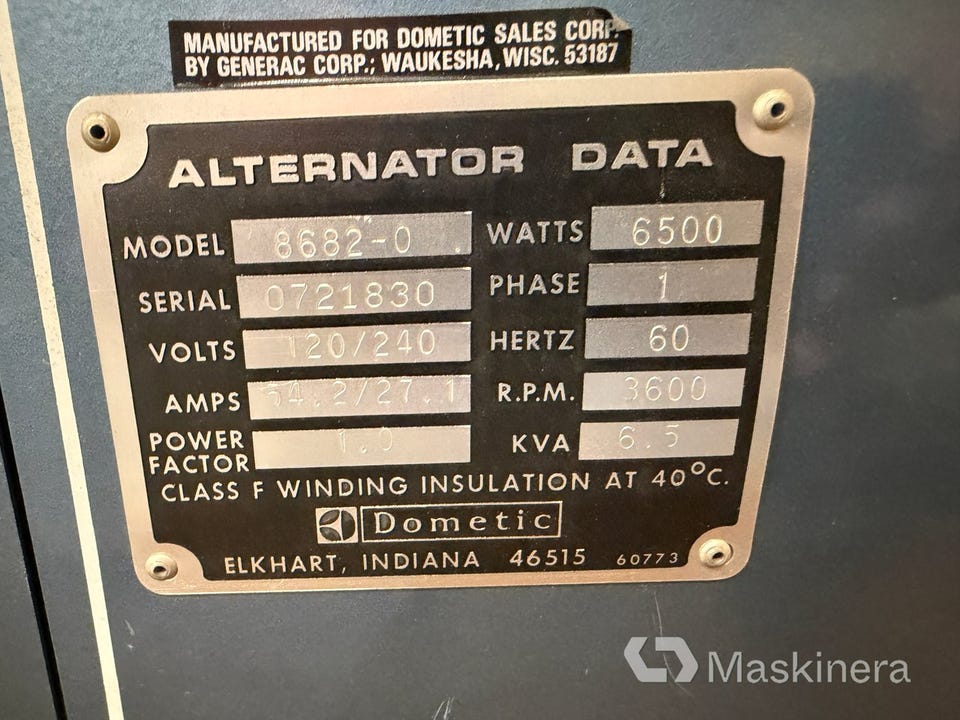 MANUFACTURED FOR DOMETIC SALES CORP.
BY GENERAC CORP.; WAUKESHA, WISC. 53187
ALTERNATOR DATA
MODEL 8682-0 WATTS 6500
SERIAL 0721830 PHASE 1
VOLTS 120/240 HERTZ 60
AMPS 54.2/27.1 R.P.M. 3600
POWER FACTOR 1.0 KVA 6.5
CLASS F WINDING INSULATION AT 40°C.
Dometic
ELKHART, INDIANA 46515 60773
Maskinera